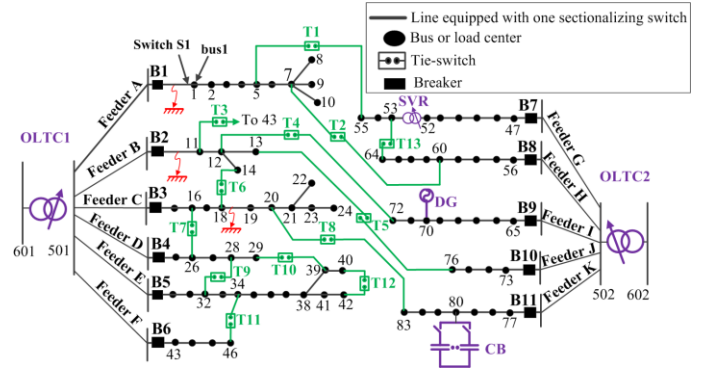 Line equipped with one sectionalizing switch
Bus or load center
Tie-switch
Breaker
Switch S1
bus1
T1
B1
1
2
5
7
8
9
10
Feeder A
T3
To 43
T4
T2
55
53
SVR
52
47
B7
T13
64
60
56
B8
Feeder G
Feeder H
OLTC1
OLTC2
Feeder B
B2
11
12
13
14
T6
Feeder C
B3
16
18
19
20
21
22
23
24
T5
DG
72
70
65
B9
Feeder I
Feeder J
Feeder K
601
501
T7
T8
Feeder D
B4
26
28
29
T9
T10
39
40
T12
76
73
B10
502
602
Feeder E
B5
32
34
38
41
42
83
80
77
B11
T11
Feeder F
B6
43
46
CB